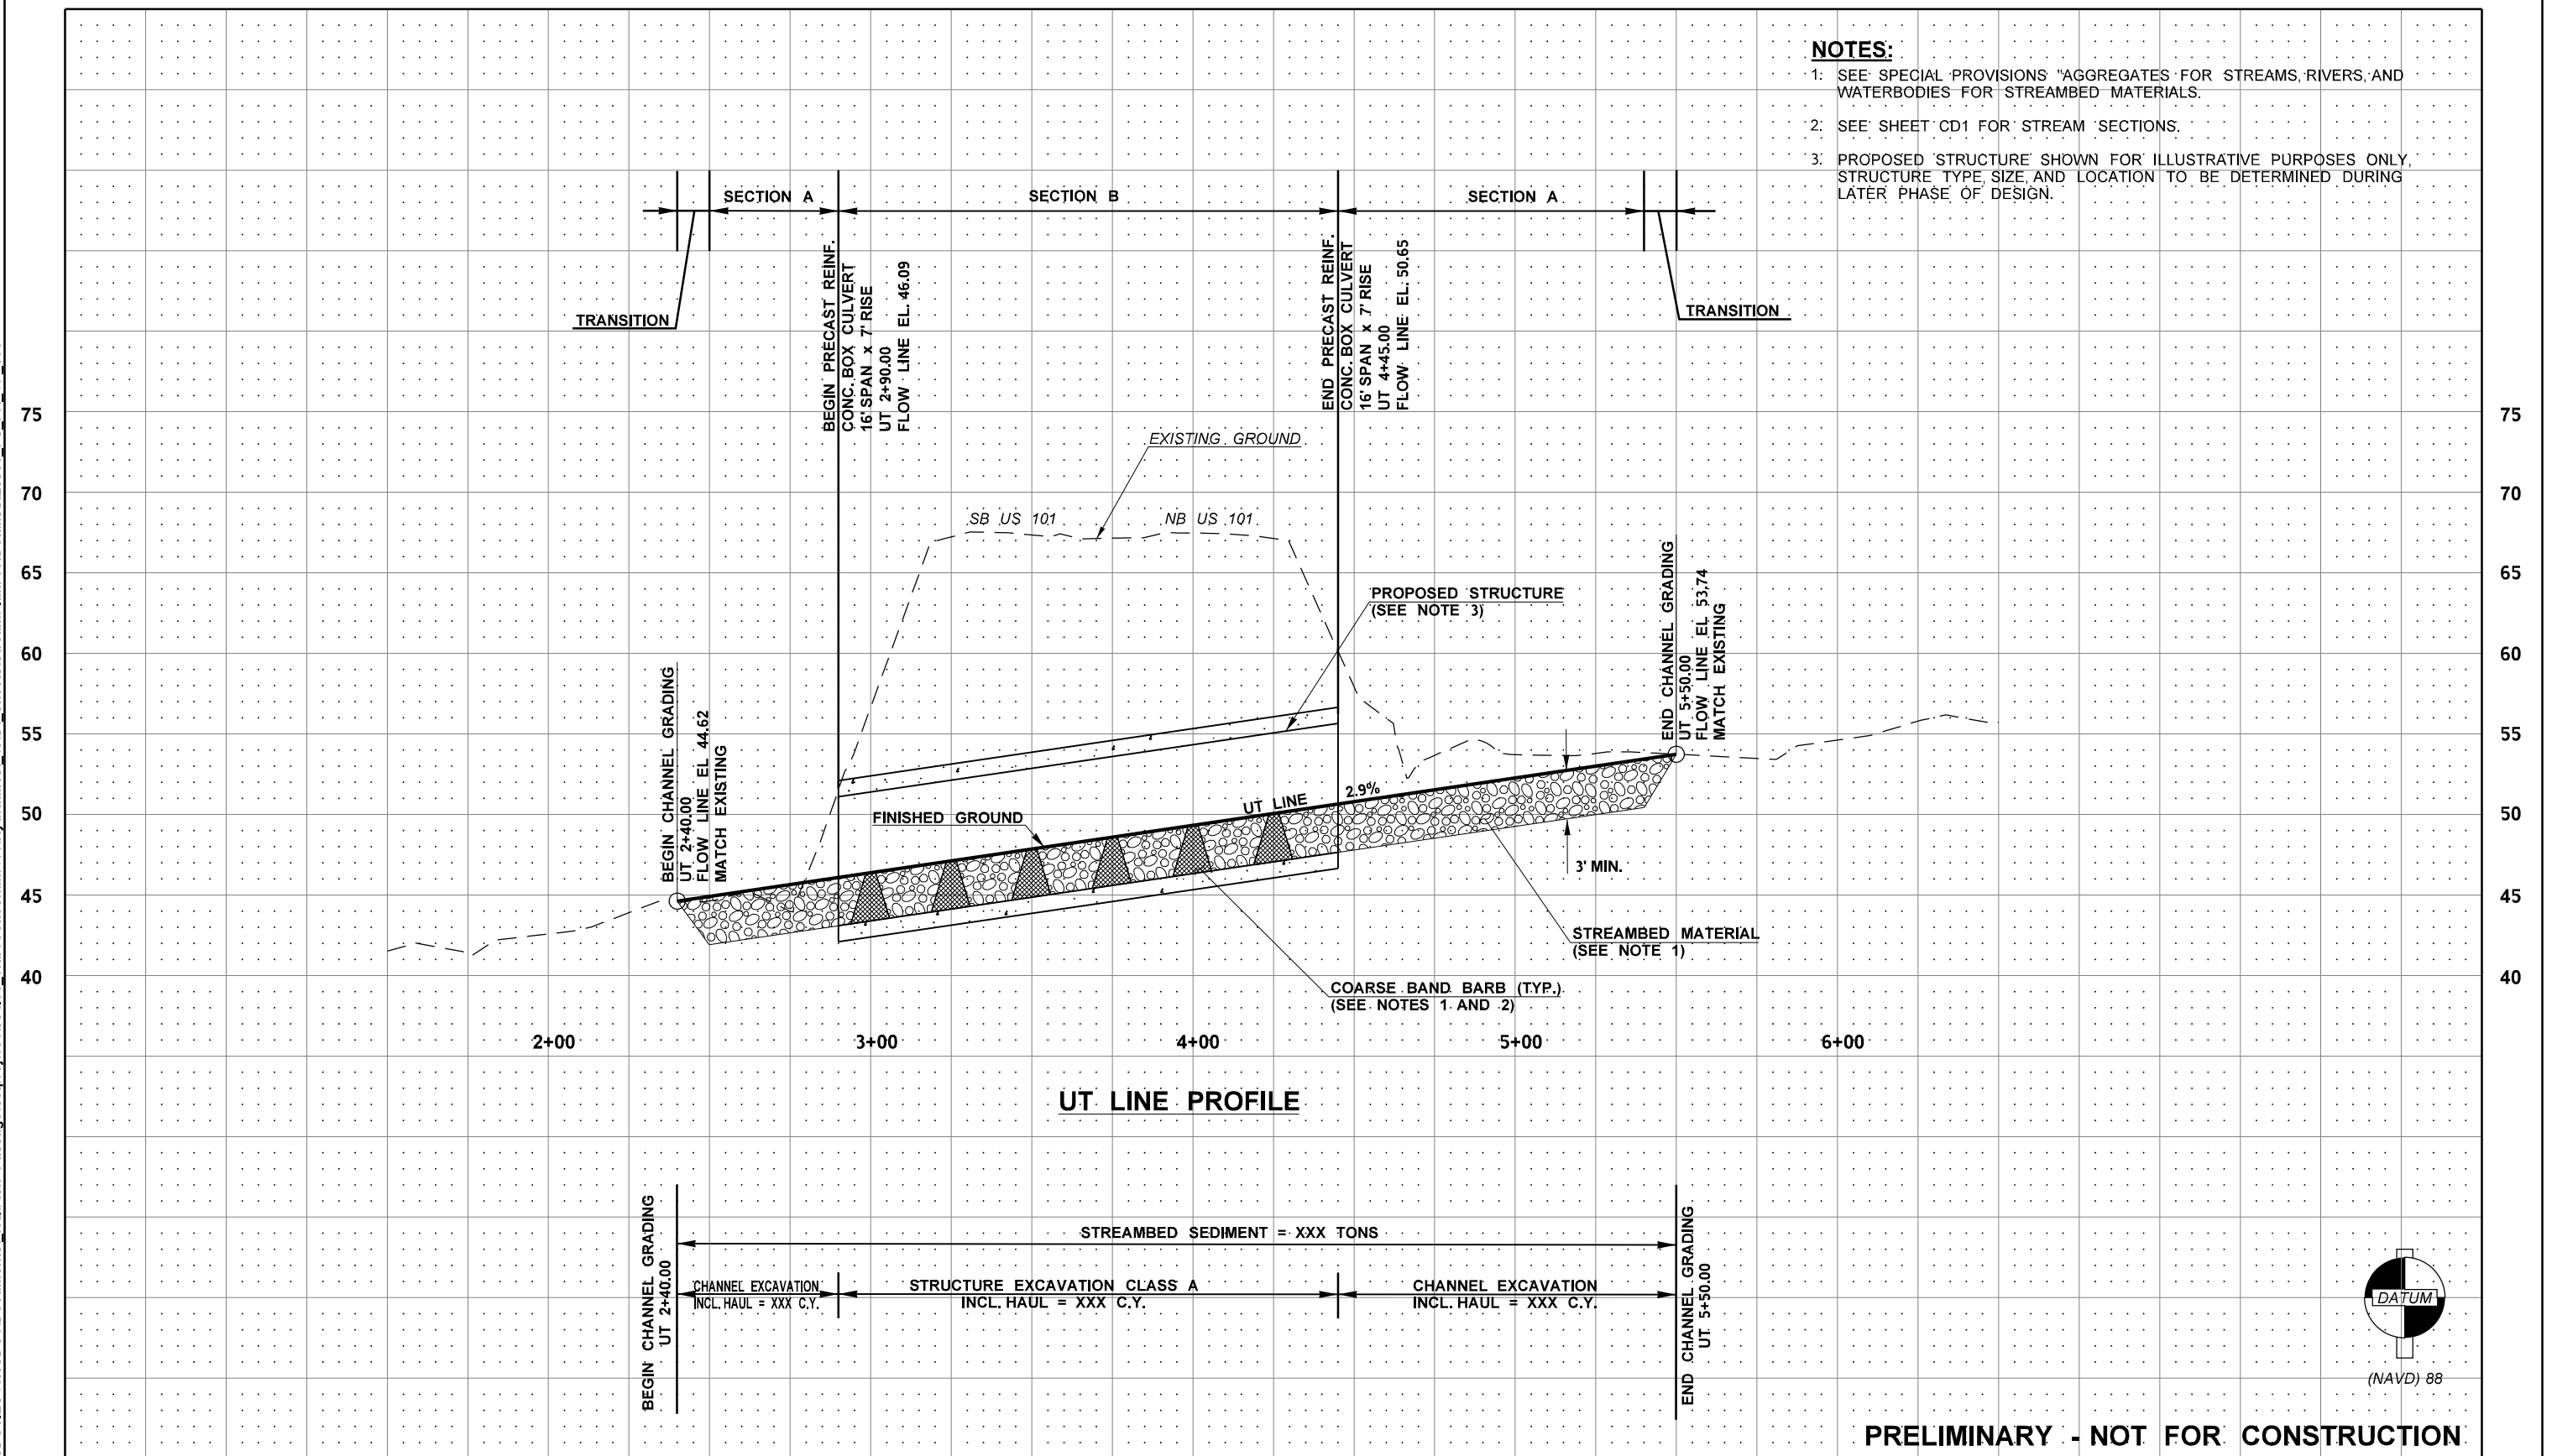 NOTES:
1. SEE SPECIAL PROVISIONS "AGGREGATES FOR STREAMS, RIVERS, AND
WATERBODIES FOR STREAMBED MATERIALS.
2. SEE SHEET CD1 FOR STREAM SECTIONS.
3. PROPOSED STRUCTURE SHOWN FOR ILLUSTRATIVE PURPOSES ONLY,
STRUCTURE TYPE, SIZE, AND LOCATION TO BE DETERMINED DURING
LATER PHASE OF DESIGN.
SECTION A
SECTION B
SECTION A
TRANSITION
TRANSITION
BEGIN PRECAST REINF.
CONC. BOX CULVERT
16' SPAN x 7' RISE
UT 2+90.00
FLOW LINE EL. 46.09
END PRECAST REINF.
CONC. BOX CULVERT
16' SPAN x 7' RISE
UT 4+45.00
FLOW LINE EL. 50.65
75
75
70
70
65
65
60
60
55
55
50
50
45
45
40
40
EXISTING GROUND
SB US 101
NB US 101
PROPOSED STRUCTURE
(SEE NOTE 3)
END CHANNEL GRADING
UT 5+50.00
FLOW LINE EL 53.74
MATCH EXISTING
BEGIN CHANNEL GRADING
UT 2+40.00
FLOW LINE EL 44.62
MATCH EXISTING
FINISHED GROUND
UT LINE
2.9%
3' MIN.
STREAMBED MATERIAL
(SEE NOTE 1)
COARSE BAND BARB (TYP.)
(SEE NOTES 1 AND 2)
2+00
3+00
4+00
5+00
6+00
UT LINE PROFILE
BEGIN CHANNEL GRADING
UT 2+40.00
STREAMBED SEDIMENT = XXX TONS
CHANNEL EXCAVATION
INCL. HAUL = XXX C.Y.
STRUCTURE EXCAVATION CLASS A
INCL. HAUL = XXX C.Y.
CHANNEL EXCAVATION
INCL. HAUL = XXX C.Y.
END CHANNEL GRADING
UT 5+50.00
DATUM
(NAVD) 88
PRELIMINARY - NOT FOR CONSTRUCTION